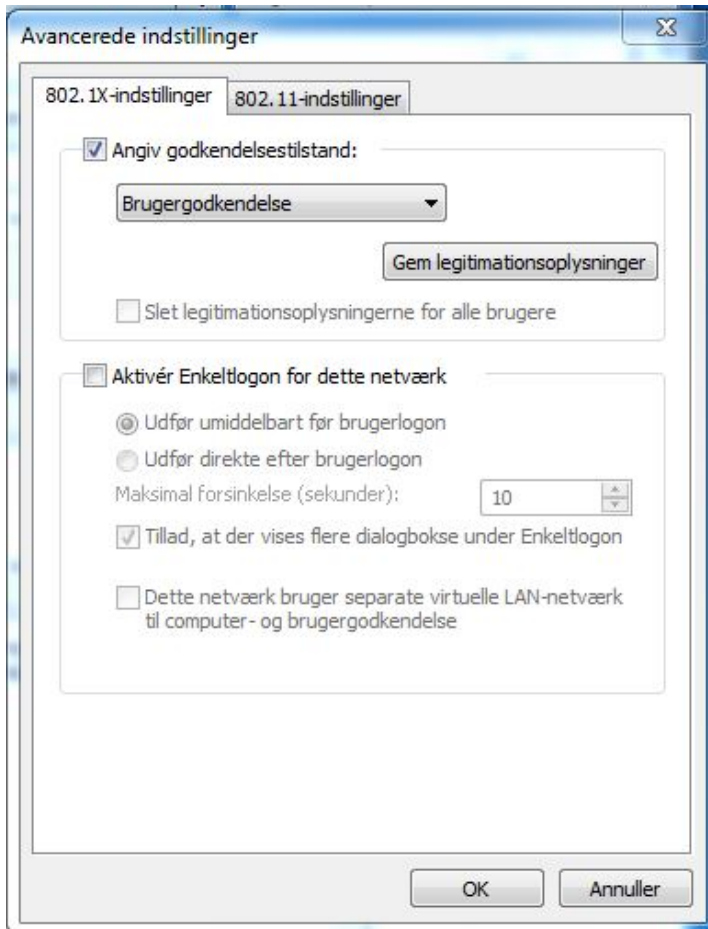 Avancerede indstillinger
802.1X-indstillinger
802.11-indstillinger
Angiv godkendelsestilstand:
Brugergodkendelse
Gem legitimationsoplysninger
Slet legitimationsoplysningerne for alle brugere
Aktivér Enkeltlogon for dette netværk
Udfør umiddelbart før brugerlogon
Udfør direkte efter brugerlogon
Maksimal forsinkelse (sekunder):
10
Tillad, at der vises flere dialogbokse under Enkeltlogon
Dette netværk bruger separate virtuelle LAN-netværk
til computer- og brugergodkendelse
OK
Annuller